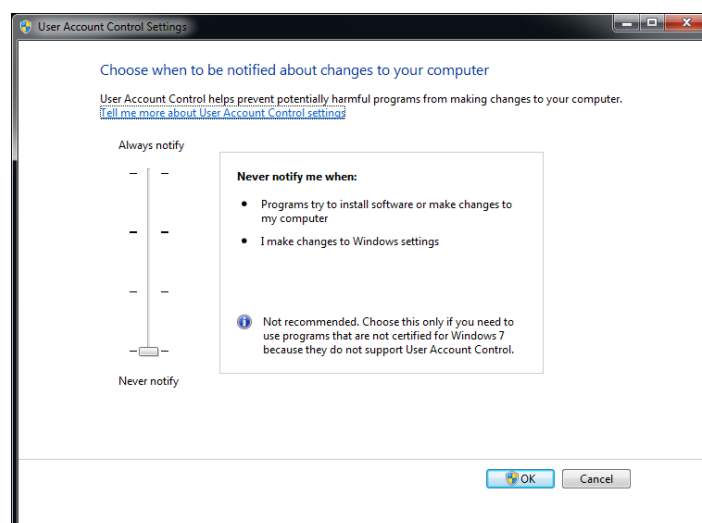 User Account Control Settings
Choose when to be notified about changes to your computer
User Account Control helps prevent potentially harmful programs from making changes to your computer.
Tell me more about User Account Control settings
Always notify
Never notify me when:
• Programs try to install software or make changes to
my computer
• I make changes to Windows settings
Not recommended. Choose this only if you need to
use programs that are not certified for Windows 7
because they do not support User Account Control.
Never notify
OK
Cancel